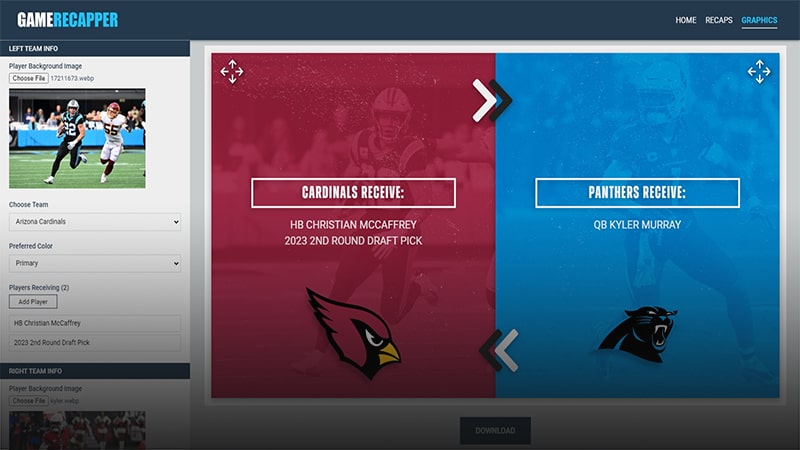 GAMERECAPPER
HOME RECAPS GRAPHICS
LEFT TEAM INFO
Player Background Image
Choose File 17211673.webp
22
55
Choose Team
Arizona Cardinals
Preferred Color
Primary
Players Receiving (2)
Add Player
HB Christian McCaffrey
2023 2nd Round Draft Pick
RIGHT TEAM INFO
Player Background Image
Choose File kyler.webp
CARDINALS RECEIVE:
HB CHRISTIAN MCCAFFREY
2023 2ND ROUND DRAFT PICK
PANTHERS RECEIVE:
QB KYLER MURRAY
DOWNLOAD